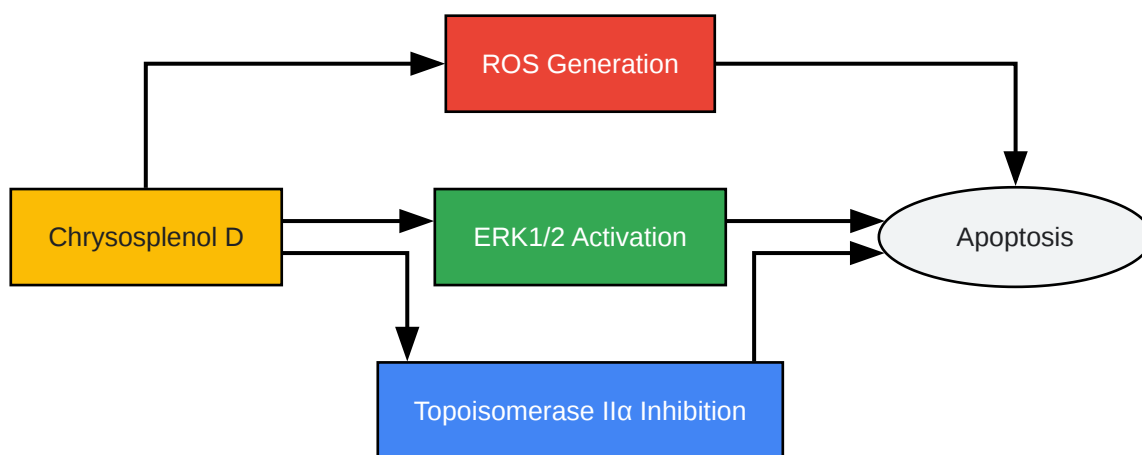 ROS Generation
Chrysosplenol D
ERK1/2 Activation
Apoptosis
Topoisomerase IIα Inhibition